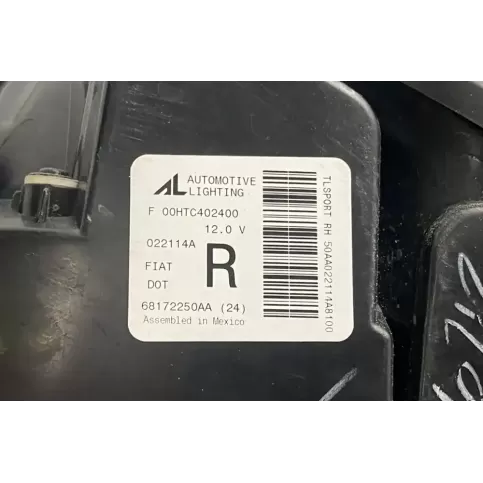 AL AUTOMOTIVE
LIGHTING
F 00HTC402400
12.0 V
022114A
FIAT
R
DOT
68172250AA (24)
Assembled in Mexico
TLSPORT RH 50AA022114A8100